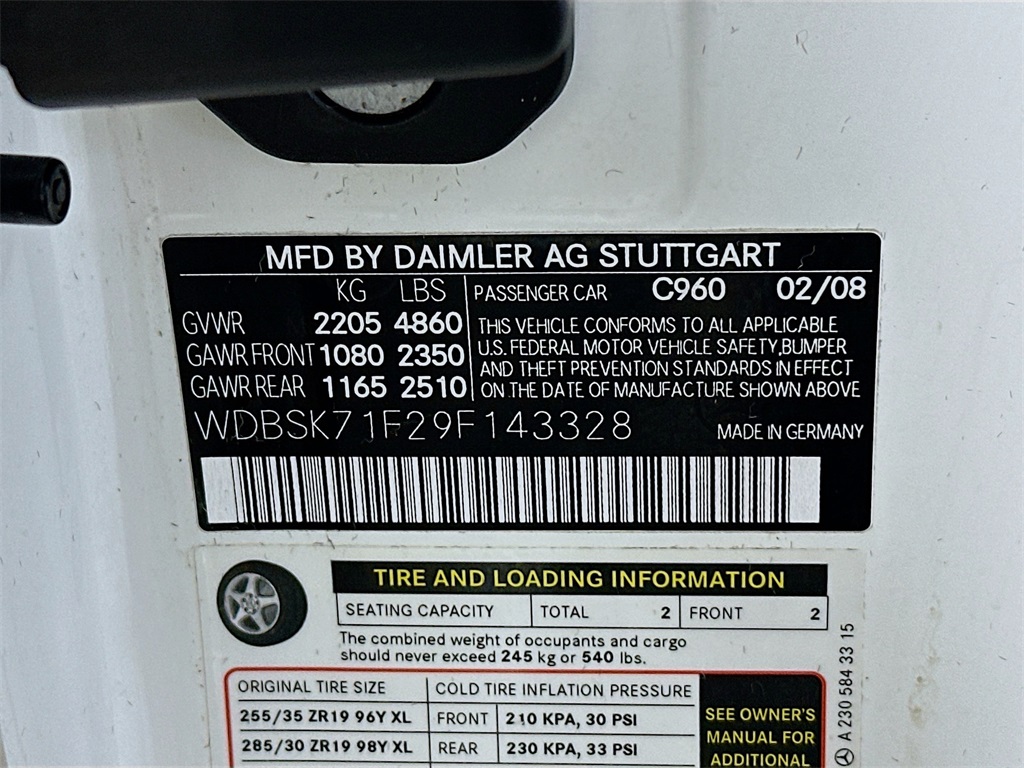 MFD BY DAIMLER AG STUTTGART
KG LBS
GVWR 2205 4860
GAWR FRONT 1080 2350
GAWR REAR 1165 2510
PASSENGER CAR C960 02/08
THIS VEHICLE CONFORMS TO ALL APPLICABLE
U.S. FEDERAL MOTOR VEHICLE SAFETY,BUMPER
AND THEFT PREVENTION STANDARDS IN EFFECT
ON THE DATE OF MANUFACTURE SHOWN ABOVE
WDBSK71F29F143328 MADE IN GERMANY
TIRE AND LOADING INFORMATION
SEATING CAPACITY TOTAL 2 FRONT 2
The combined weight of occupants and cargo
should never exceed 245 kg or 540 lbs.
ORIGINAL TIRE SIZE COLD TIRE INFLATION PRESSURE
255/35 ZR19 96Y XL FRONT 210 KPA, 30 PSI
285/30 ZR19 98Y XL REAR 230 KPA, 33 PSI
SEE OWNER'S
MANUAL FOR
ADDITIONAL
A 230 584 33 15